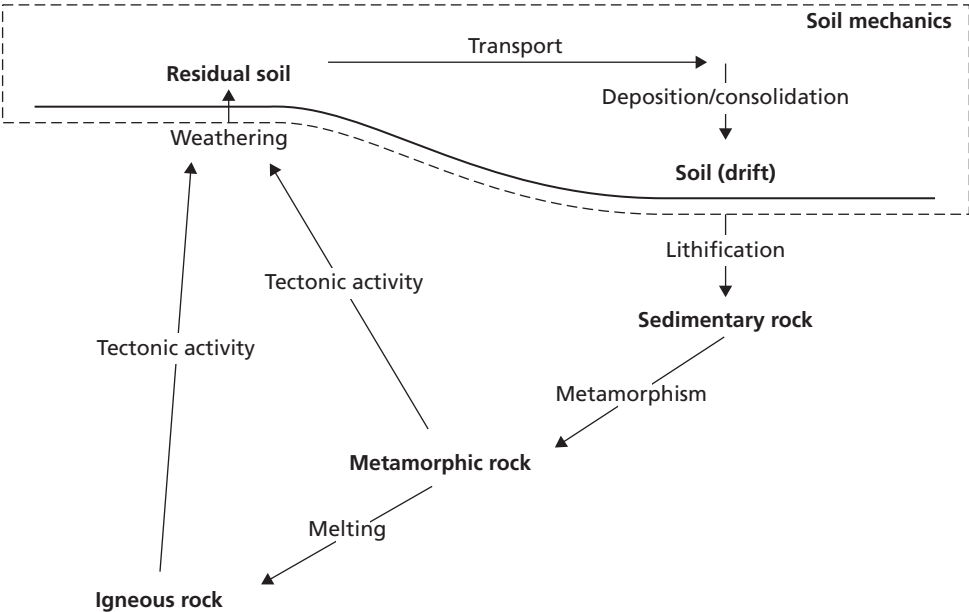 Soil mechanics
Transport
Residual soil
Deposition/consolidation
Weathering
Soil (drift)
Lithification
Tectonic activity
Sedimentary rock
Tectonic activity
Metamorphism
Metamorphic rock
Melting
Igneous rock